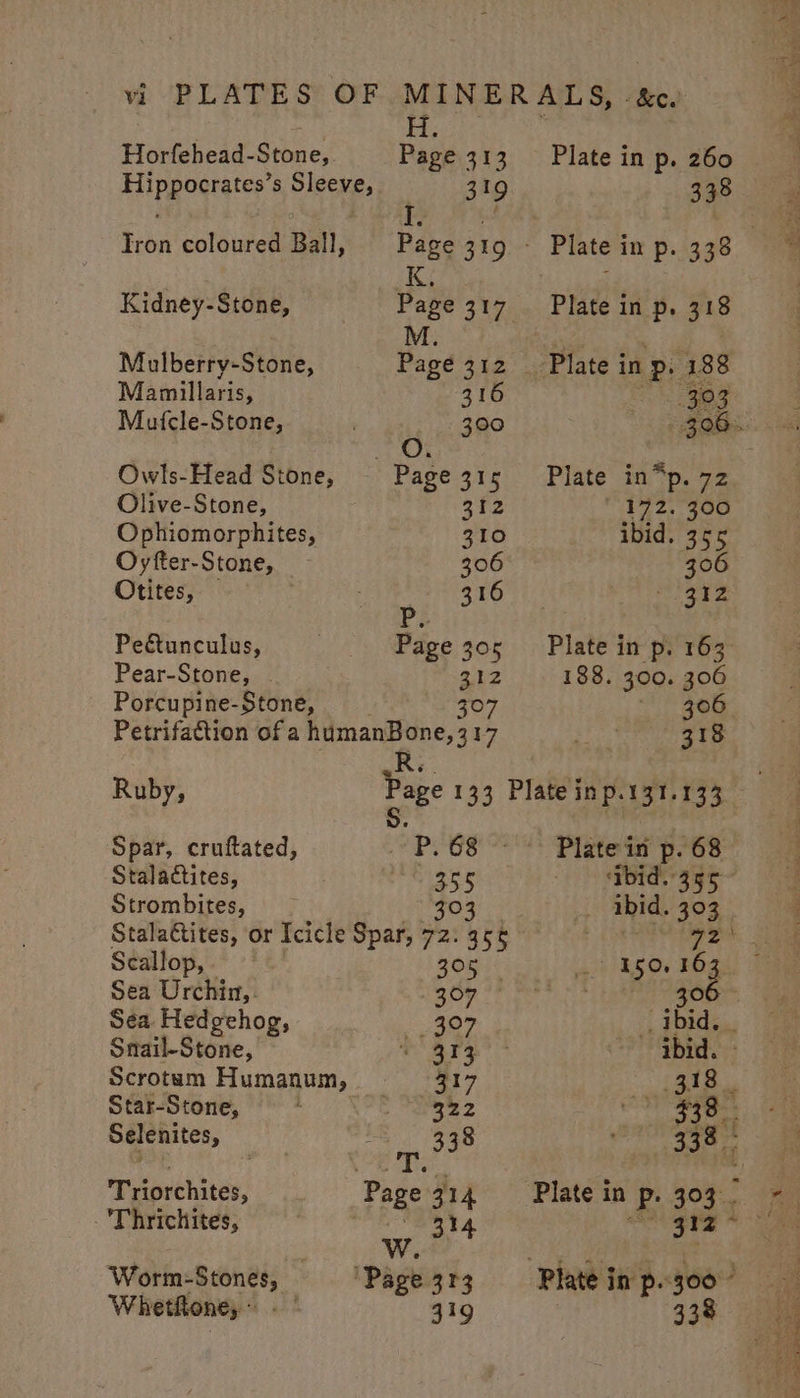 vi PLATES OF MINERALS, &c.
H.
Horſehead-Stone, Page 313 Plate in p. 260
Hippocrates's Sleeve, 319 338
I.
Iron coloured Ball, Page 319 Plate in p. 338
K.
Kidney-Stone, Page 317 Plate in p. 318
M.
Mulberry-Stone, Page 312 Plate in p. 188
Mamillaris, 316 303
Muſcle-Stone, 300 306
O.
Owls-Head Stone, Page 315 Plate in p. 72
Olive-Stone, 312 172. 300
Ophiomorphites, 310 ibid. 355
Oyſter-Stone, 306 306
Otites, 316 312
P.
Pectunculus, Page 305 Plate in p. 163
Pear-Stone, 312 188. 300. 306
Porcupine-Stone, 307 306
Petrifaction of a humanBone, 317 318
R.
Ruby, Page 133 Plate in p. 131. 133
S.
Spar, cruſtated, P. 68 Plate in p. 68
Stalactites, 355 ibid. 355
Strombites, 303 ibid. 303
Stalactites, or Icicle Spar, 72. 355 72
Scallop, 305 150. 163
Sea Urchin, 307 306
Sea Hedgehog, 307 ibid.
Snail-Stone, 313 ibid.
Scrotum Humanum, 317 318
Star-Stone, 322 338
Selenites, 338 338
T.
Triorchites, Page 314 Plate in p. 303
Thrichites, 314 312
W.
Worm-Stones, Page 313 Plate in p. 300
Whetſtone, 319 338